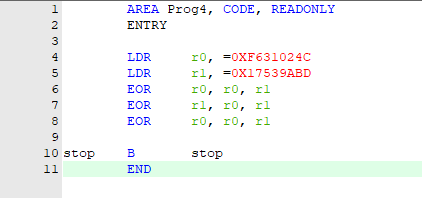 1 AREA Prog4, CODE, READONLY
2 ENTRY
3
4 LDR r0, =0XF631024C
5 LDR r1, =0X17539ABD
6 EOR r0, r0, r1
7 EOR r1, r0, r1
8 EOR r0, r0, r1
9
10 stop B stop
11 END